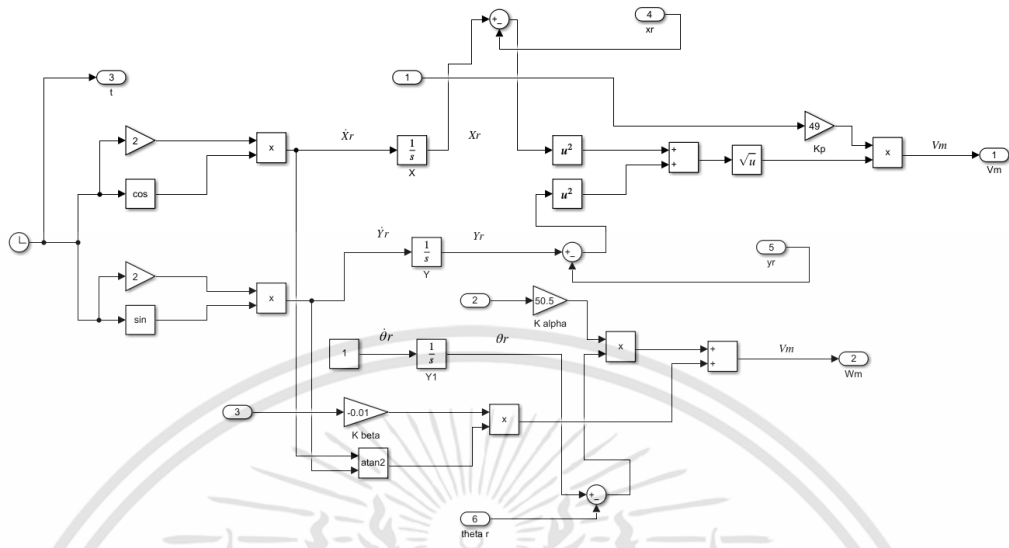 4
xr
3
t
1
2
x
Ẋr
1/s
X
Xr
u²
+
+
√u
49
Kp
x
Vm
1
Vm
cos
u²
Ẏr
1/s
Y
Yr
+
−
5
yr
2
x
sin
2
50.5
K alpha
1
θ̇r
1/s
Y1
θr
x
+
+
Vm
2
Wm
3
-0.01
K beta
x
atan2
+
−
6
theta r